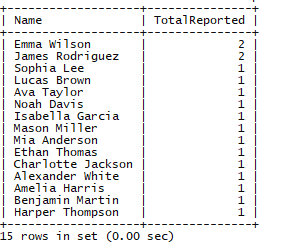 +-------------------+---------------+
| Name              | TotalReported |
+-------------------+---------------+
| Emma Wilson       |             2 |
| James Rodriguez   |             2 |
| Sophia Lee        |             1 |
| Lucas Brown       |             1 |
| Ava Taylor        |             1 |
| Noah Davis        |             1 |
| Isabella Garcia   |             1 |
| Mason Miller      |             1 |
| Mia Anderson      |             1 |
| Ethan Thomas      |             1 |
| Charlotte Jackson |             1 |
| Alexander White   |             1 |
| Amelia Harris     |             1 |
| Benjamin Martin   |             1 |
| Harper Thompson   |             1 |
+-------------------+---------------+
15 rows in set (0.00 sec)